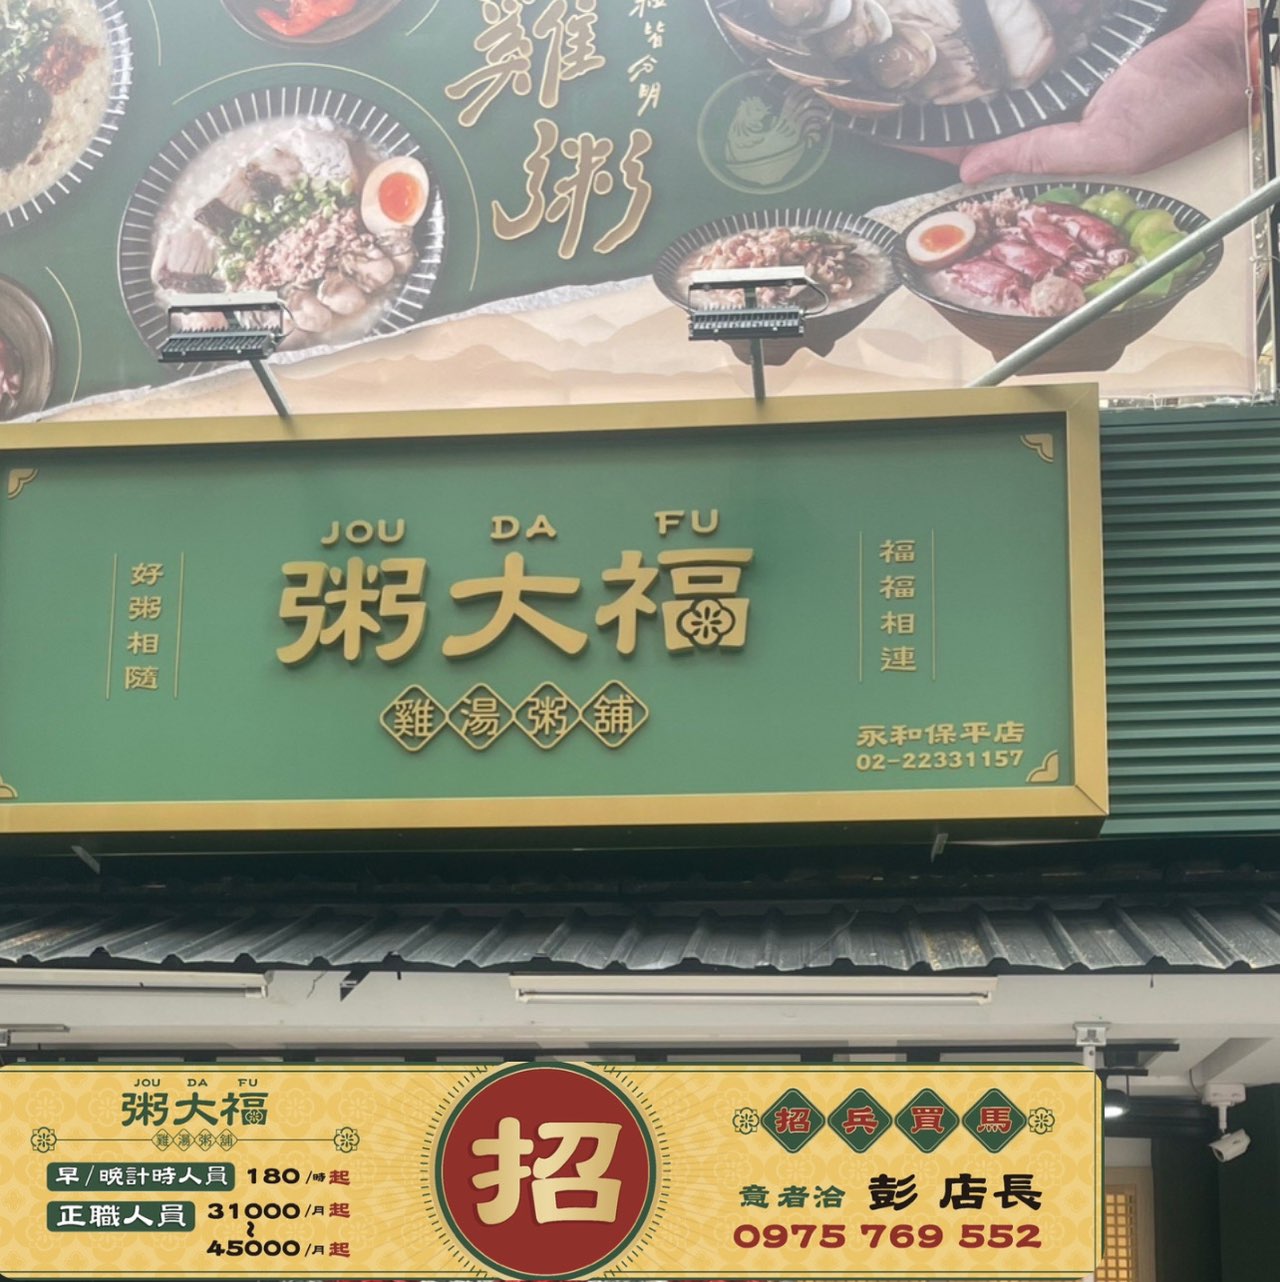 雞粥
皆分明
JOU DA FU
粥大福
雞湯粥舖
好粥相隨
福福相連
永和保平店
02-22331157
JOU DA FU
粥大福
雞湯粥舖
早/晚計時人員 180/時起
正職人員 31000/月起
~
45000/月起
招
招兵買馬
意者洽 彭店長
0975 769 552